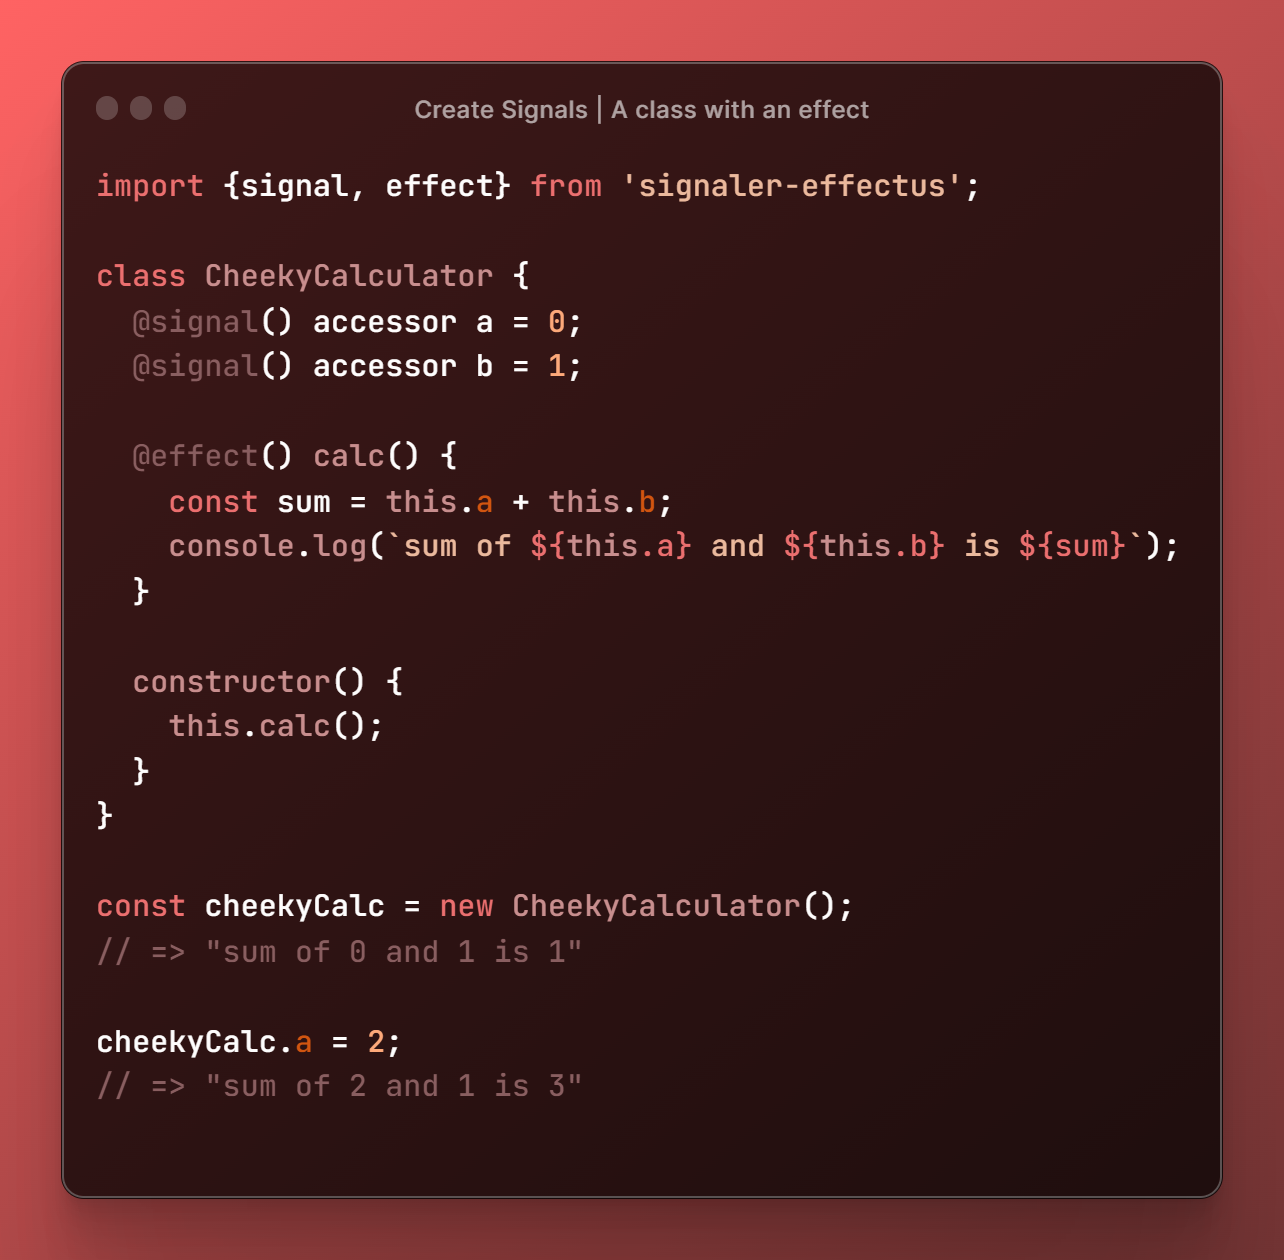 Create Signals | A class with an effect
import {signal, effect} from 'signaler-effectus';
class CheekyCalculator {
  @signal() accessor a = 0;
  @signal() accessor b = 1;
  @effect() calc() {
    const sum = this.a + this.b;
    console.log(`sum of ${this.a} and ${this.b} is ${sum}`);
  }
  constructor() {
    this.calc();
  }
}
const cheekyCalc = new CheekyCalculator();
// => "sum of 0 and 1 is 1"
cheekyCalc.a = 2;
// => "sum of 2 and 1 is 3"